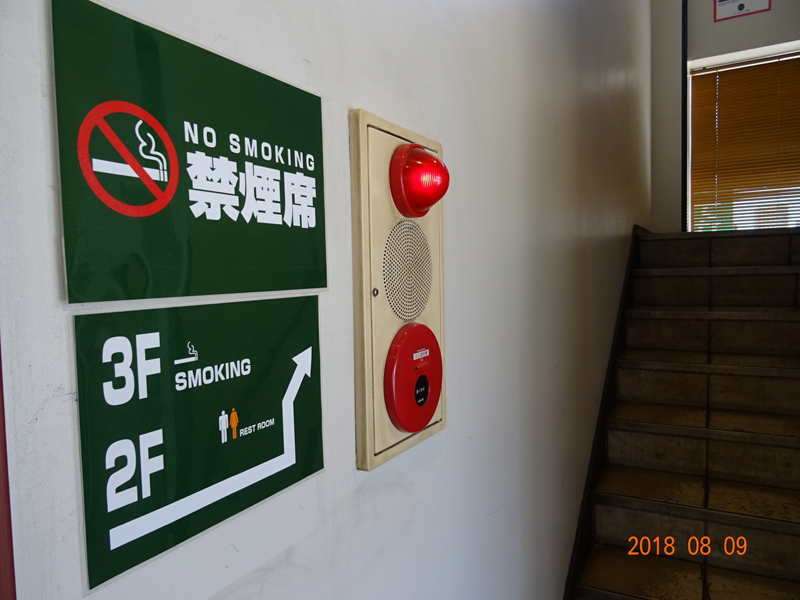 NO SMOKING
禁煙席
3F SMOKING
2F REST ROOM
2018 08 09